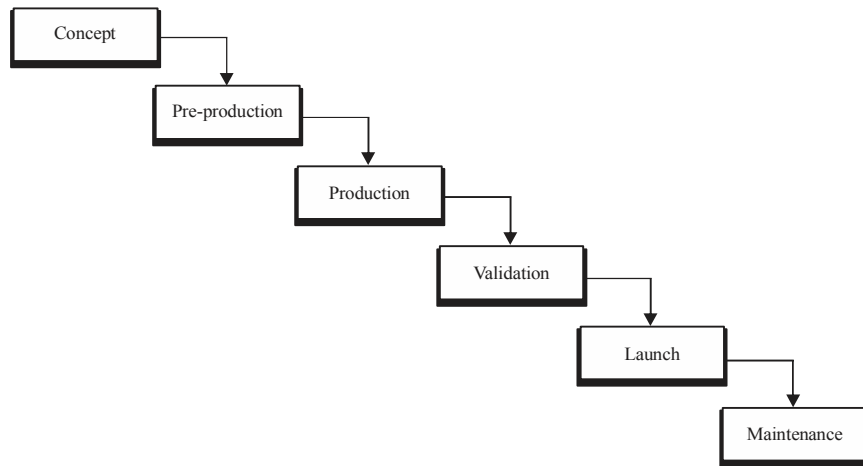 Concept
Pre-production
Production
Validation
Launch
Maintenance